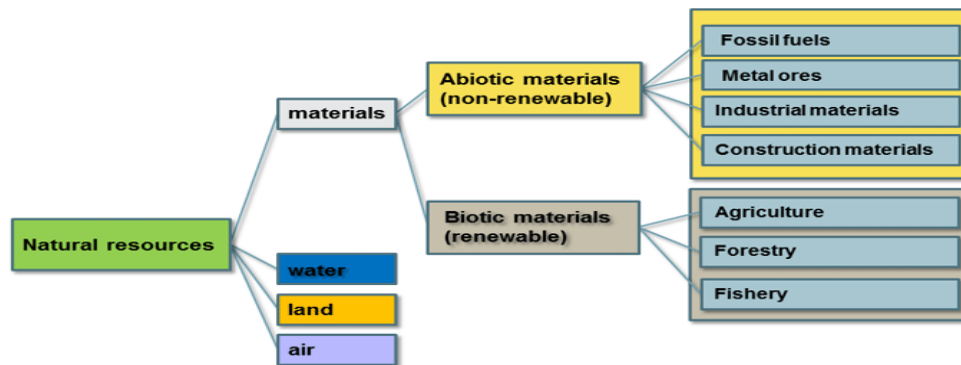 Natural resources
materials
water
land
air
Abiotic materials
(non-renewable)
Biotic materials
(renewable)
Fossil fuels
Metal ores
Industrial materials
Construction materials
Agriculture
Forestry
Fishery